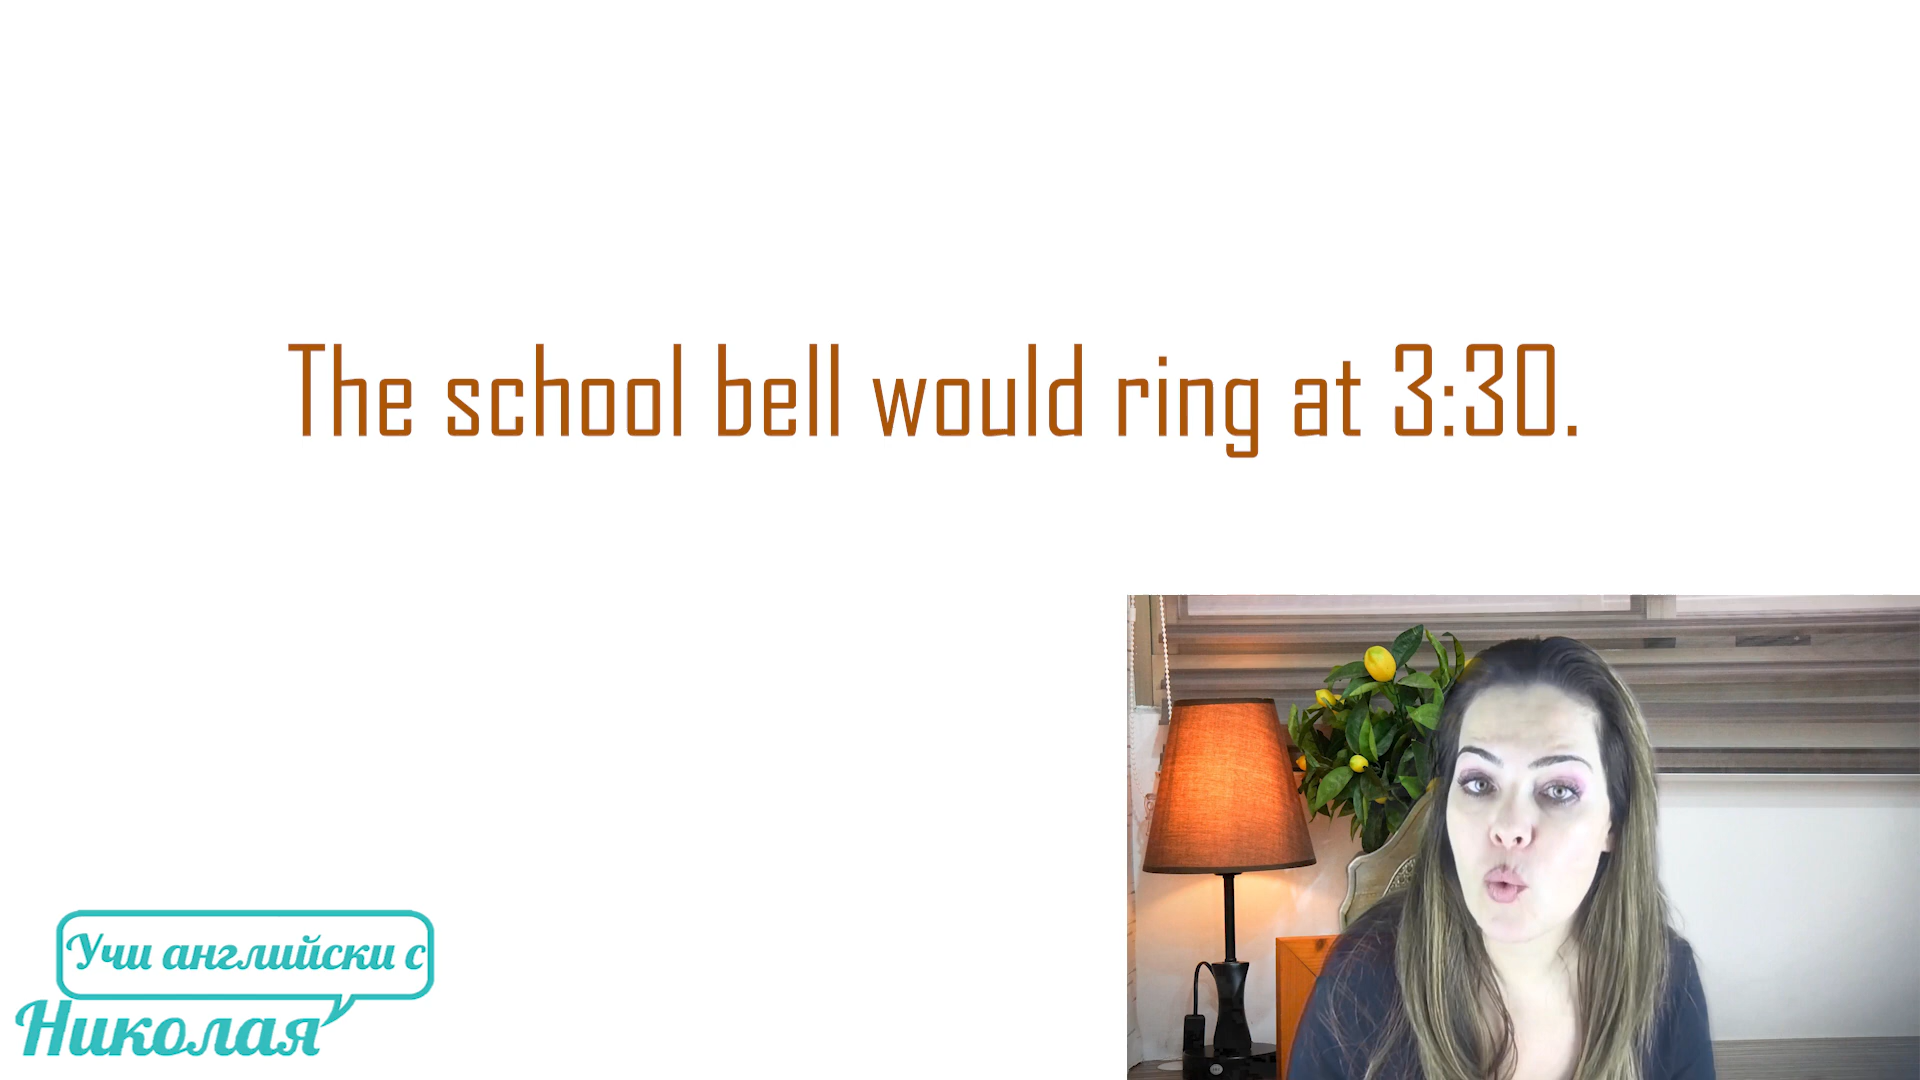 The school bell would ring at 3:30.
Учи английски с
Николая